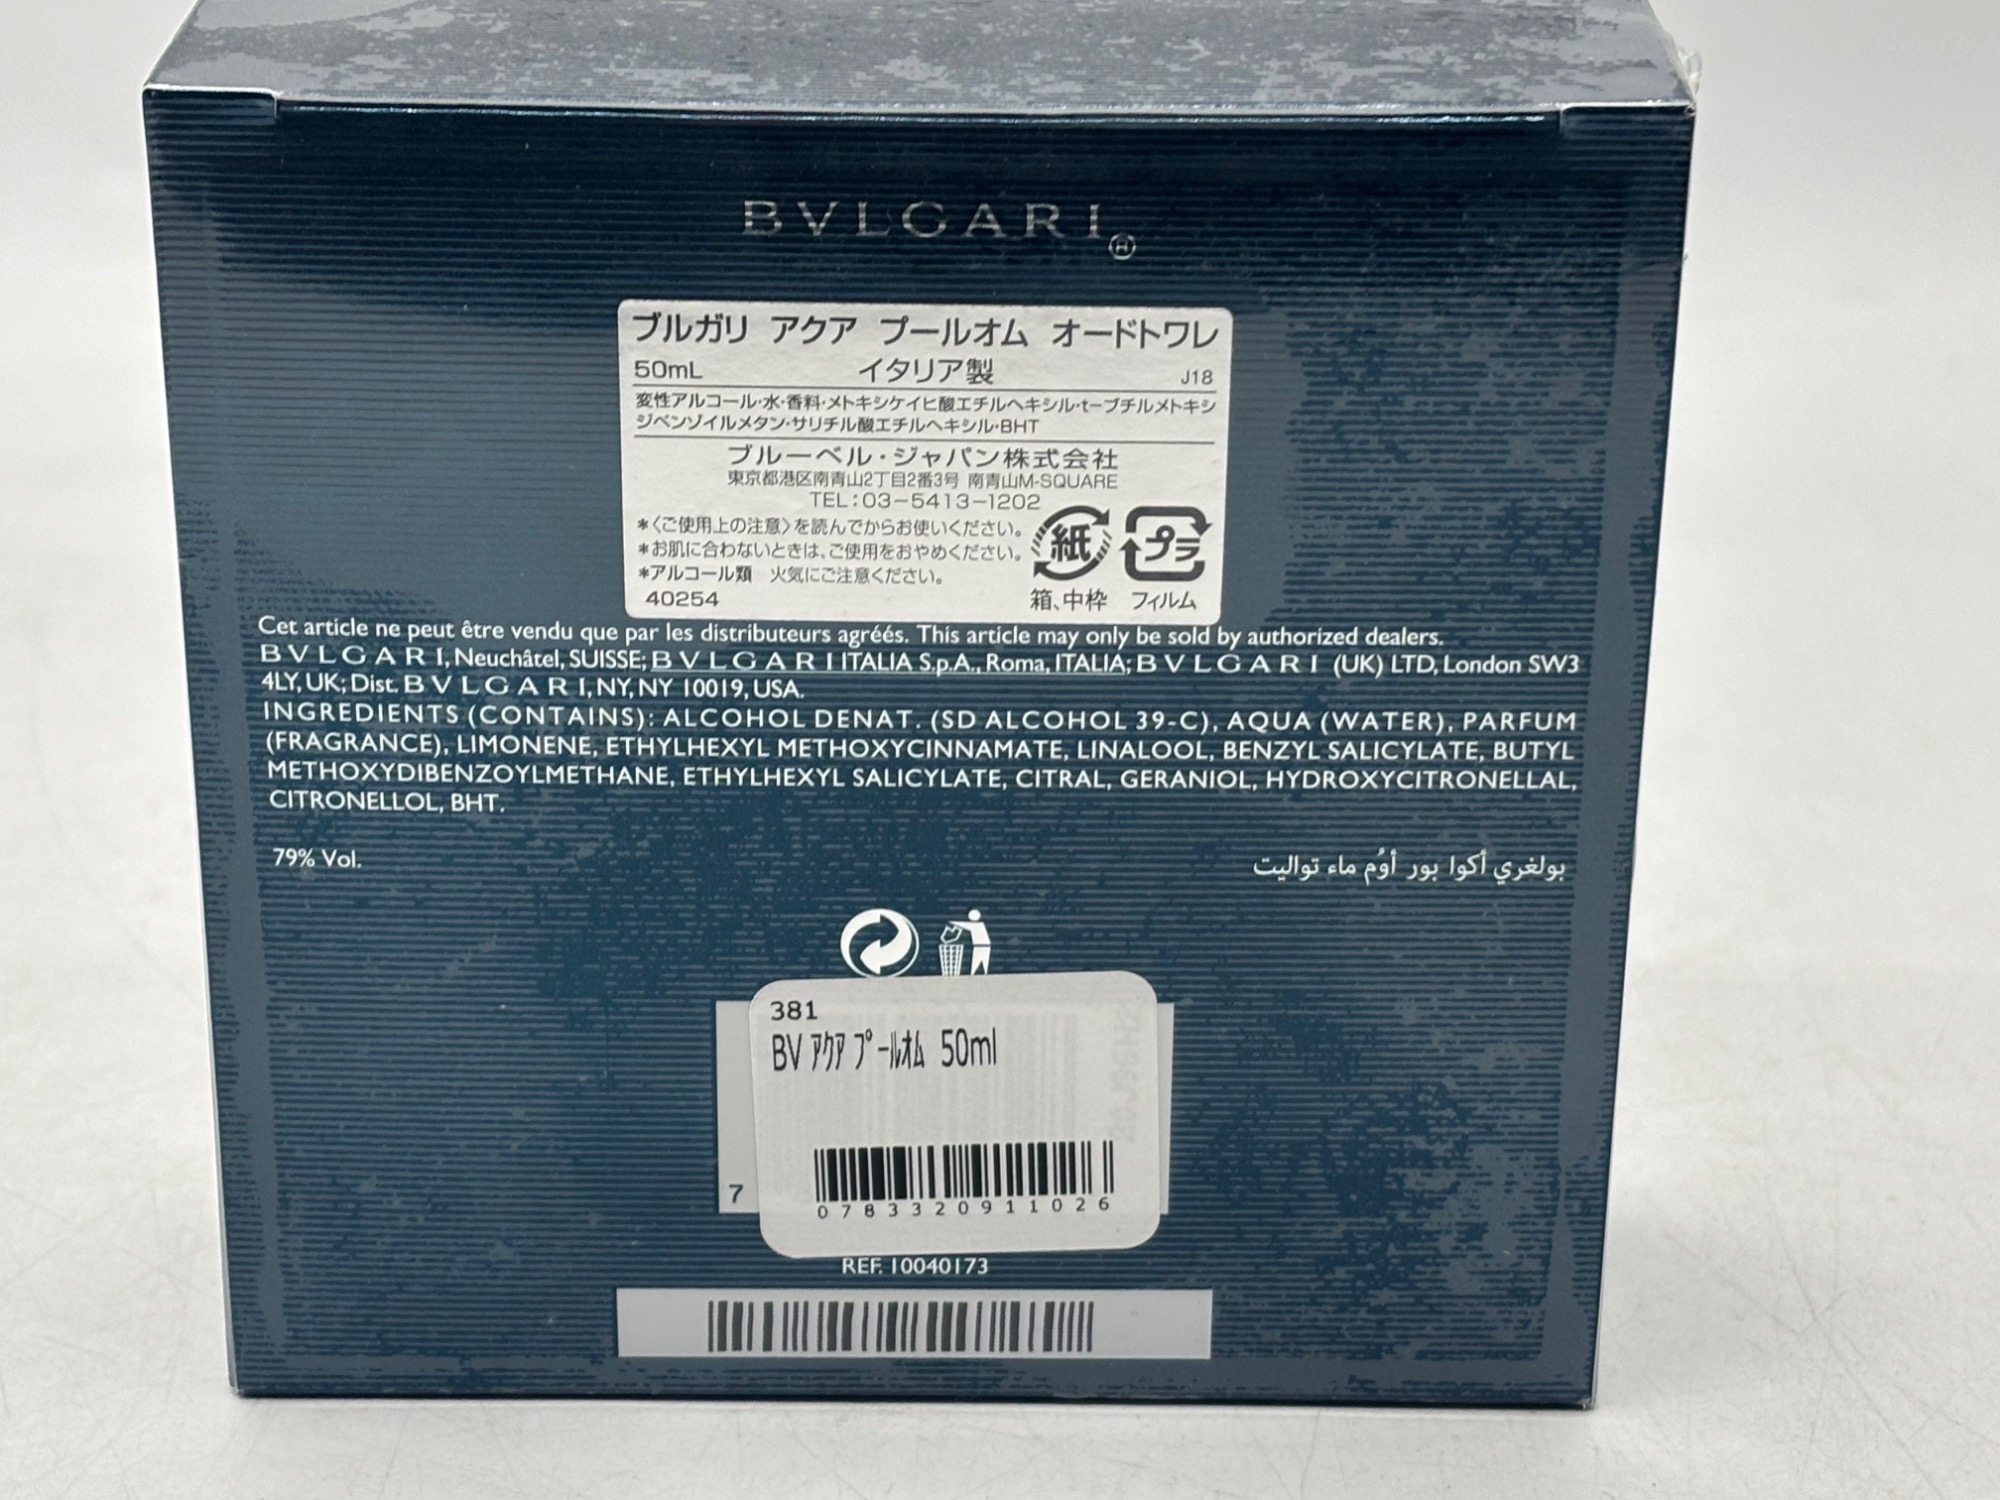 BVLGARI®
ブルガリ アクア プールオム オードトワレ
50mL イタリア製 J18
変性アルコール・水・香料・メトキシケイヒ酸エチルヘキシル・t-ブチルメトキシ
ジベンゾイルメタン・サリチル酸エチルヘキシル・BHT
ブルーベル・ジャパン株式会社
東京都港区南青山2丁目2番3号 南青山M-SQUARE
TEL:03-5413-1202
*〈ご使用上の注意〉を読んでからお使いください。
*お肌に合わないときは、ご使用をおやめください。
*アルコール類 火気にご注意ください。
40254
紙 プラ
箱、中枠 フィルム
Cet article ne peut être vendu que par les distributeurs agréés. This article may only be sold by authorized dealers.
BVLGARI, Neuchâtel, SUISSE; BVLGARI ITALIA S.p.A., Roma, ITALIA; BVLGARI (UK) LTD, London SW3
4LY, UK; Dist. BVLGARI, NY, NY 10019, USA.
INGREDIENTS (CONTAINS): ALCOHOL DENAT. (SD ALCOHOL 39-C), AQUA (WATER), PARFUM
(FRAGRANCE), LIMONENE, ETHYLHEXYL METHOXYCINNAMATE, LINALOOL, BENZYL SALICYLATE, BUTYL
METHOXYDIBENZOYLMETHANE, ETHYLHEXYL SALICYLATE, CITRAL, GERANIOL, HYDROXYCITRONELLAL,
CITRONELLOL, BHT.
79% Vol.
بولغري أكوا بور أوُم ماء تواليت
381
BV ｱｸｱ ﾌﾟｰﾙｵﾑ 50ml
7
0783320911026
REF. 10040173